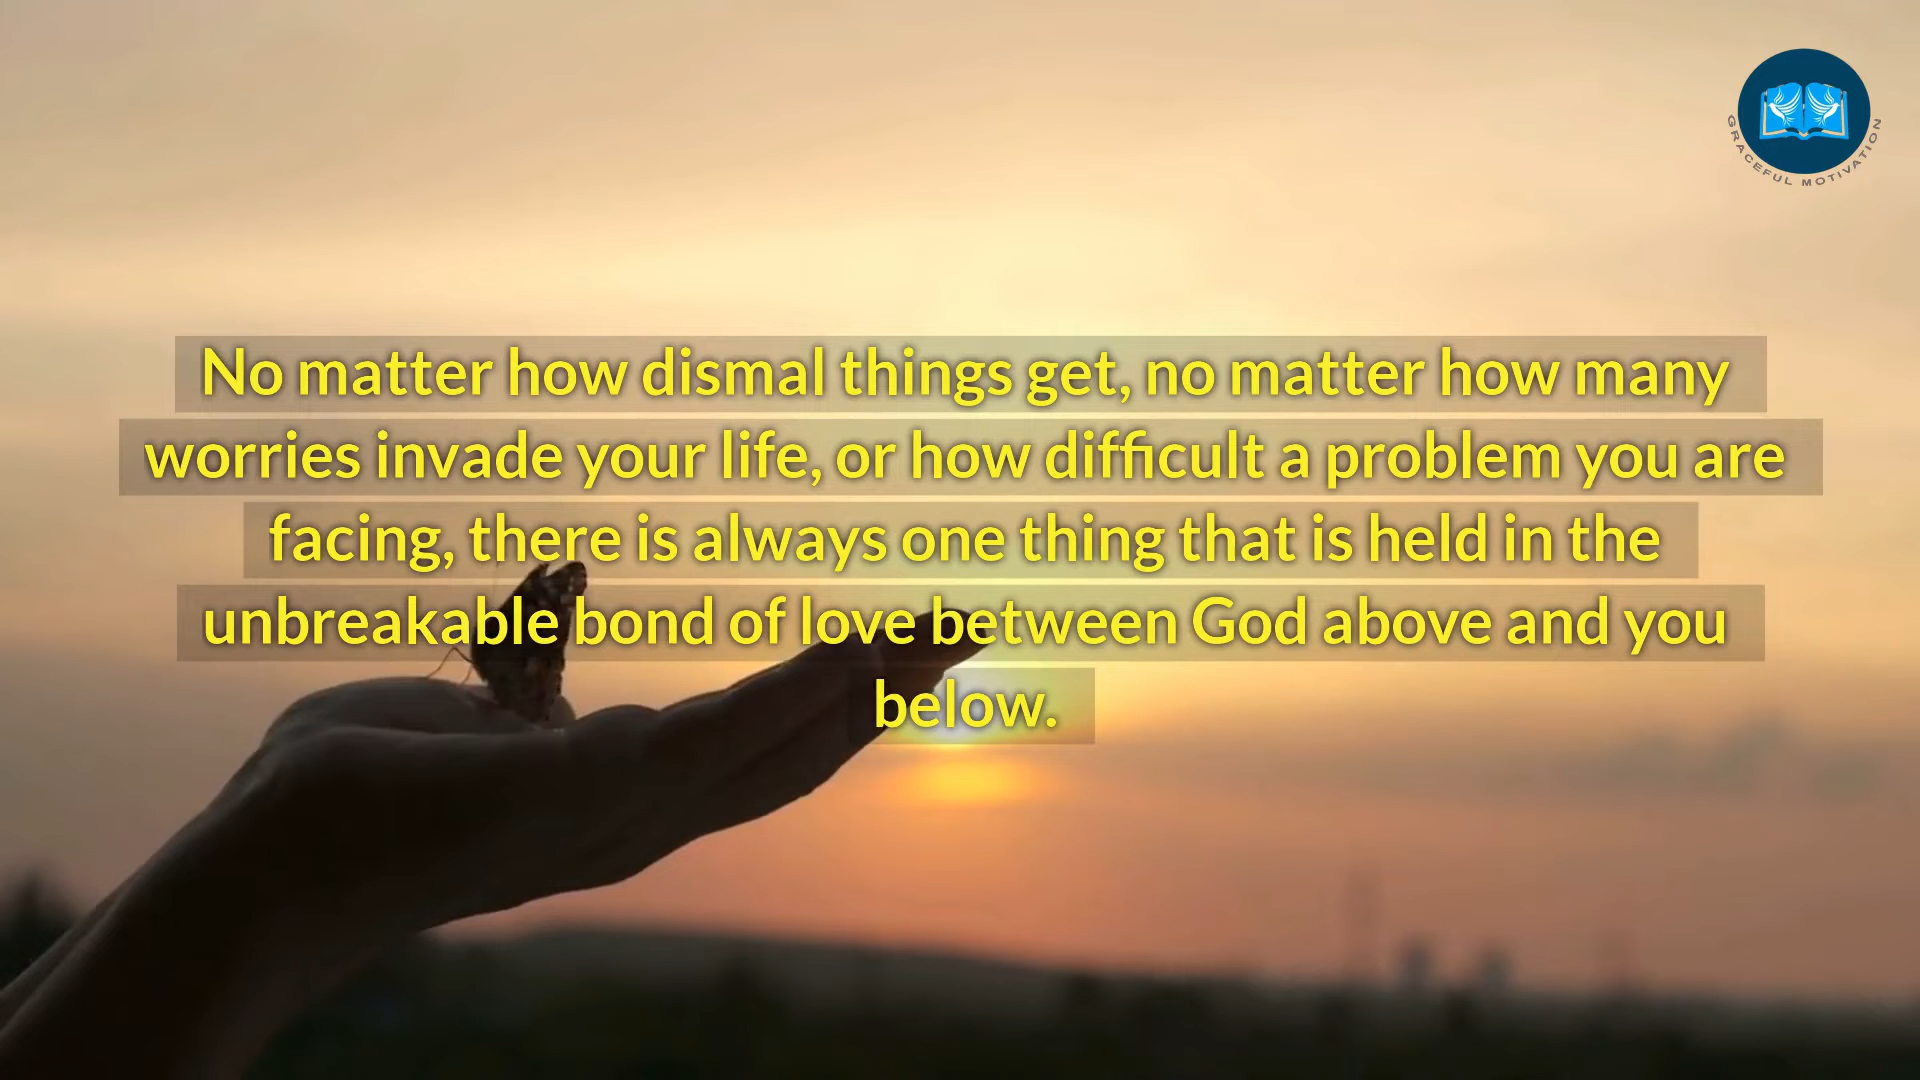 GRACEFUL MOTIVATION
No matter how dismal things get, no matter how many
worries invade your life, or how difficult a problem you are
facing, there is always one thing that is held in the
unbreakable bond of love between God above and you
below.